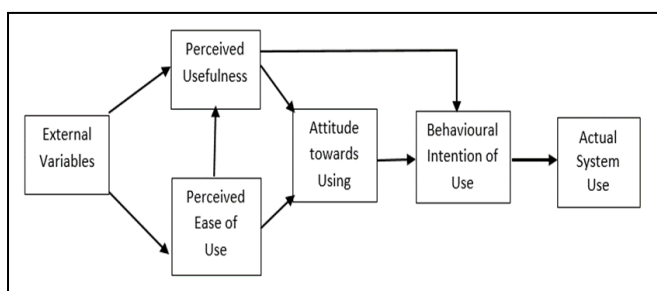 Perceived
Usefulness
External
Variables
Attitude
towards
Using
Behavioural
Intention of
Use
Actual
System
Use
Perceived
Ease of
Use